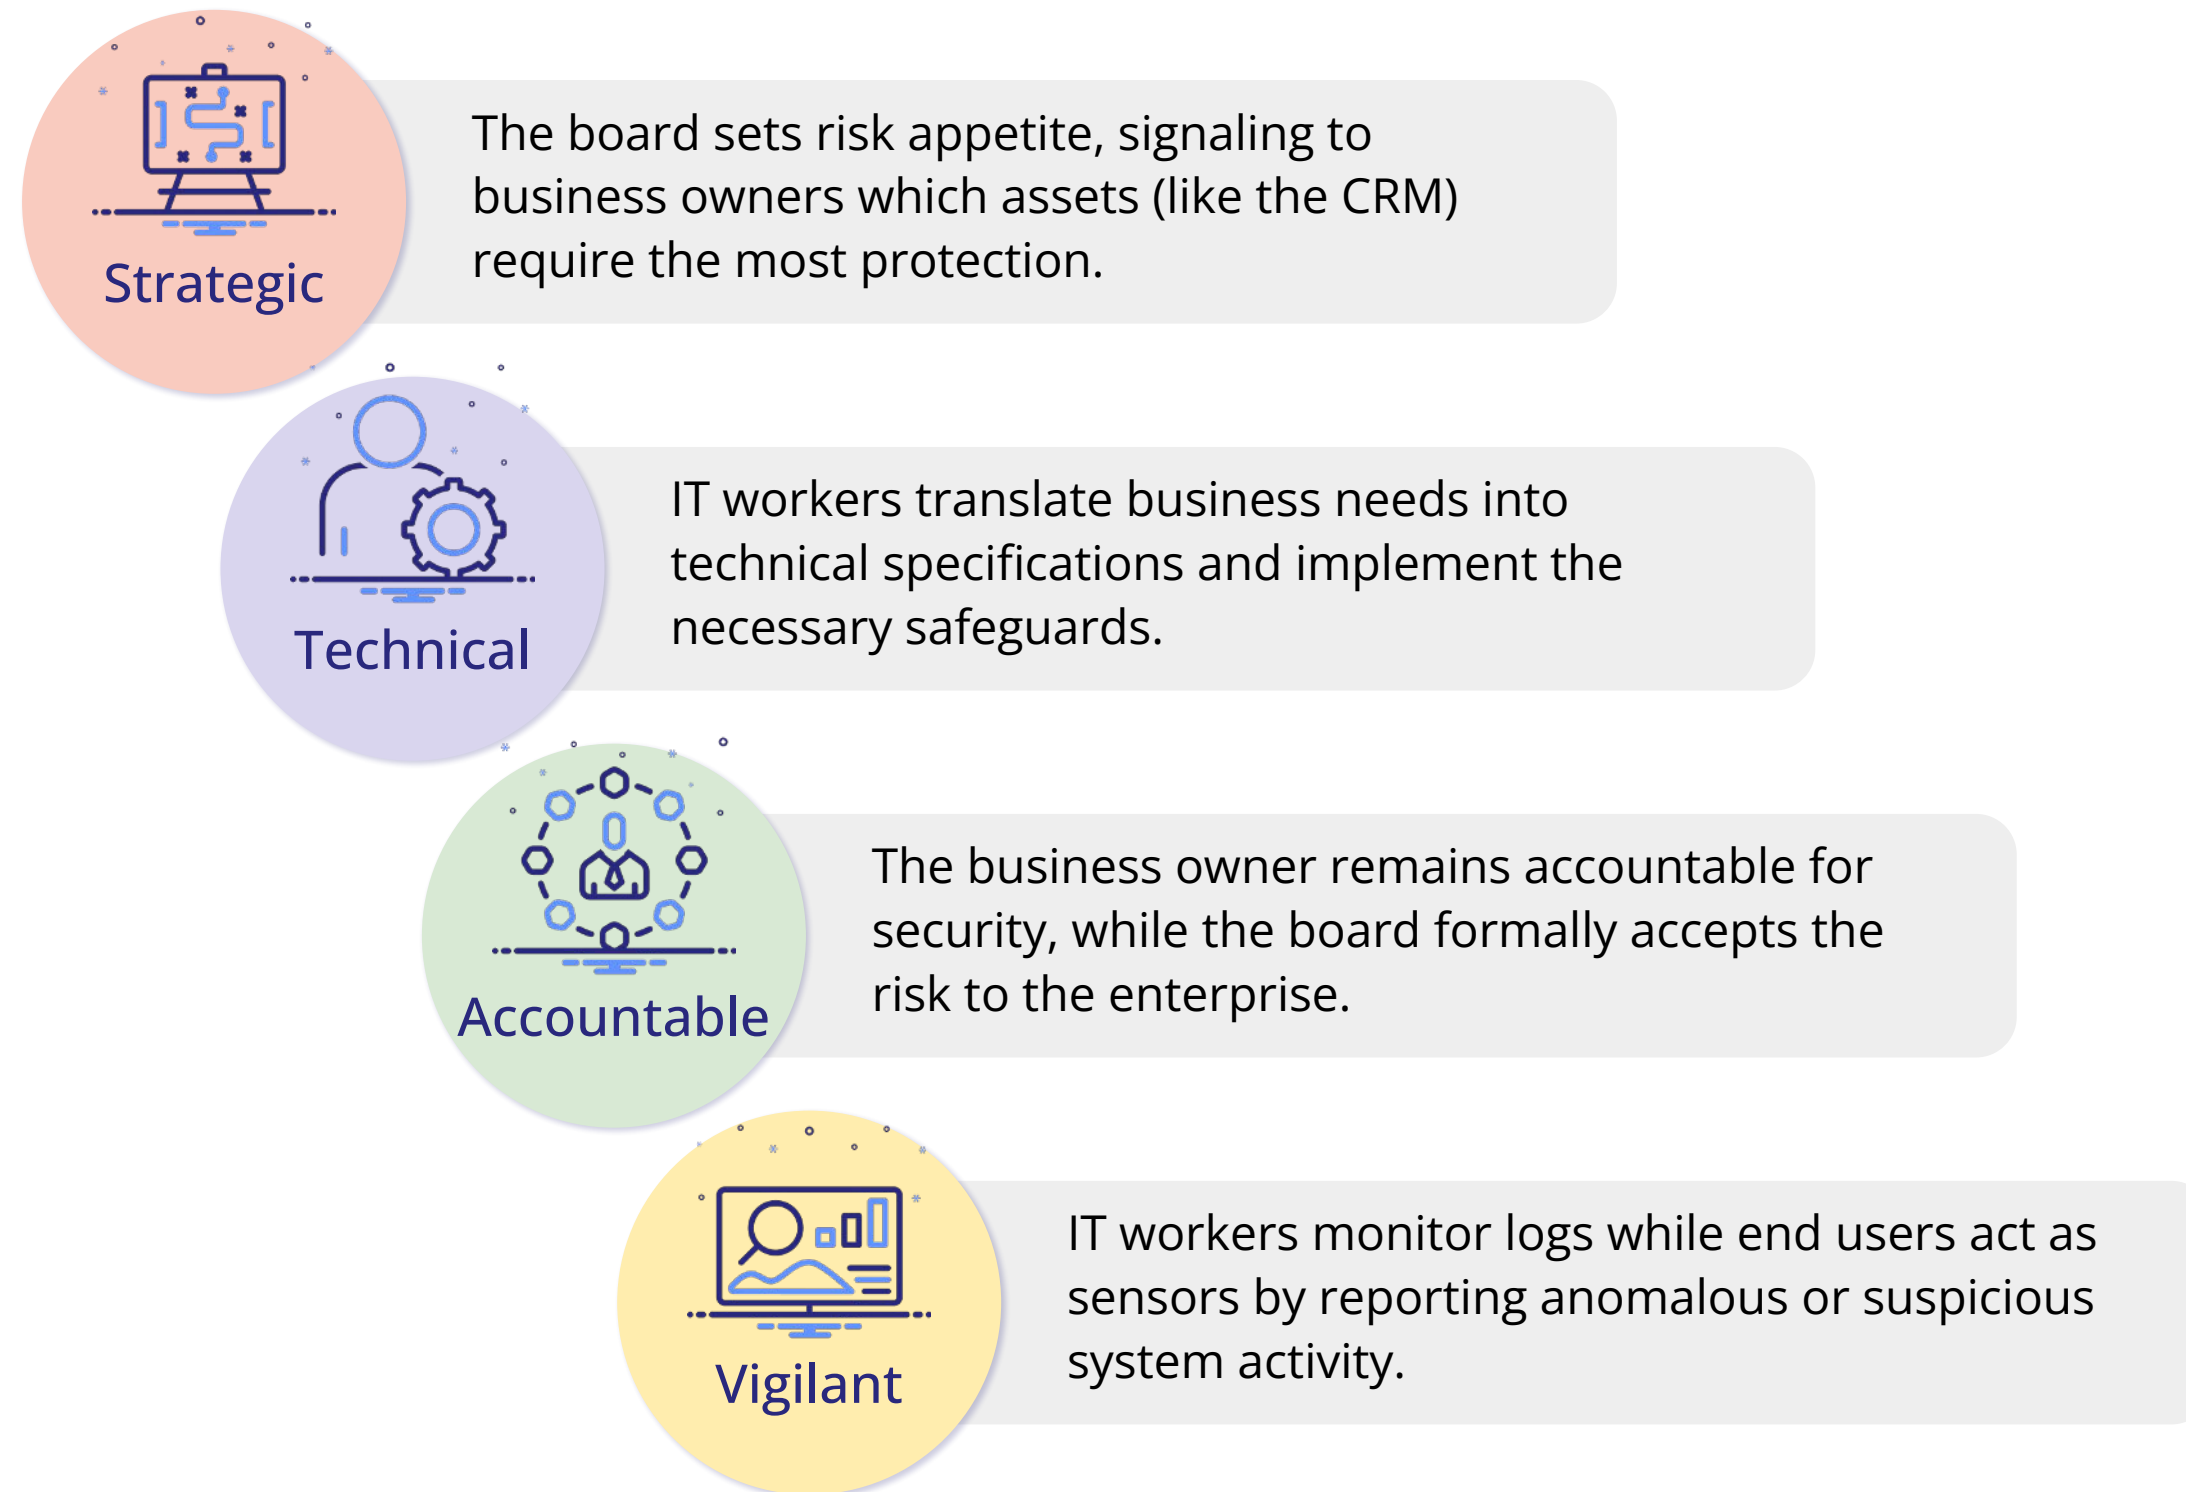 Strategic
The board sets risk appetite, signaling to
business owners which assets (like the CRM)
require the most protection.
Technical
IT workers translate business needs into
technical specifications and implement the
necessary safeguards.
Accountable
The business owner remains accountable for
security, while the board formally accepts the
risk to the enterprise.
Vigilant
IT workers monitor logs while end users act as
sensors by reporting anomalous or suspicious
system activity.